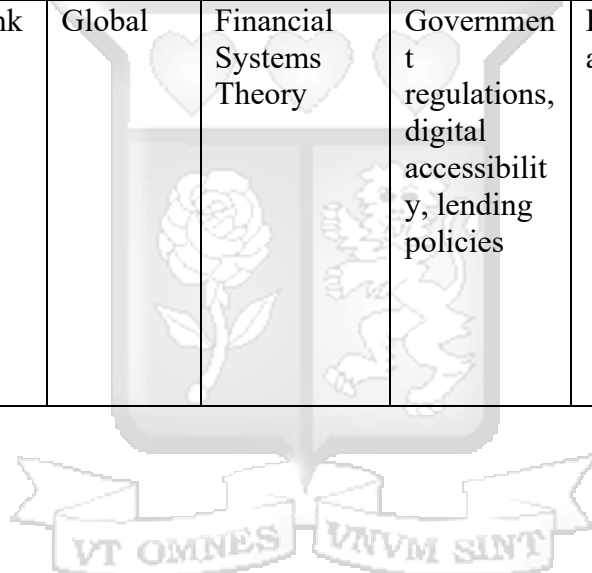 nk
Global
Financial
Systems
Theory
Governmen
t
regulations,
digital
accessibilit
y, lending
policies
VT OMNES VNVM SINT